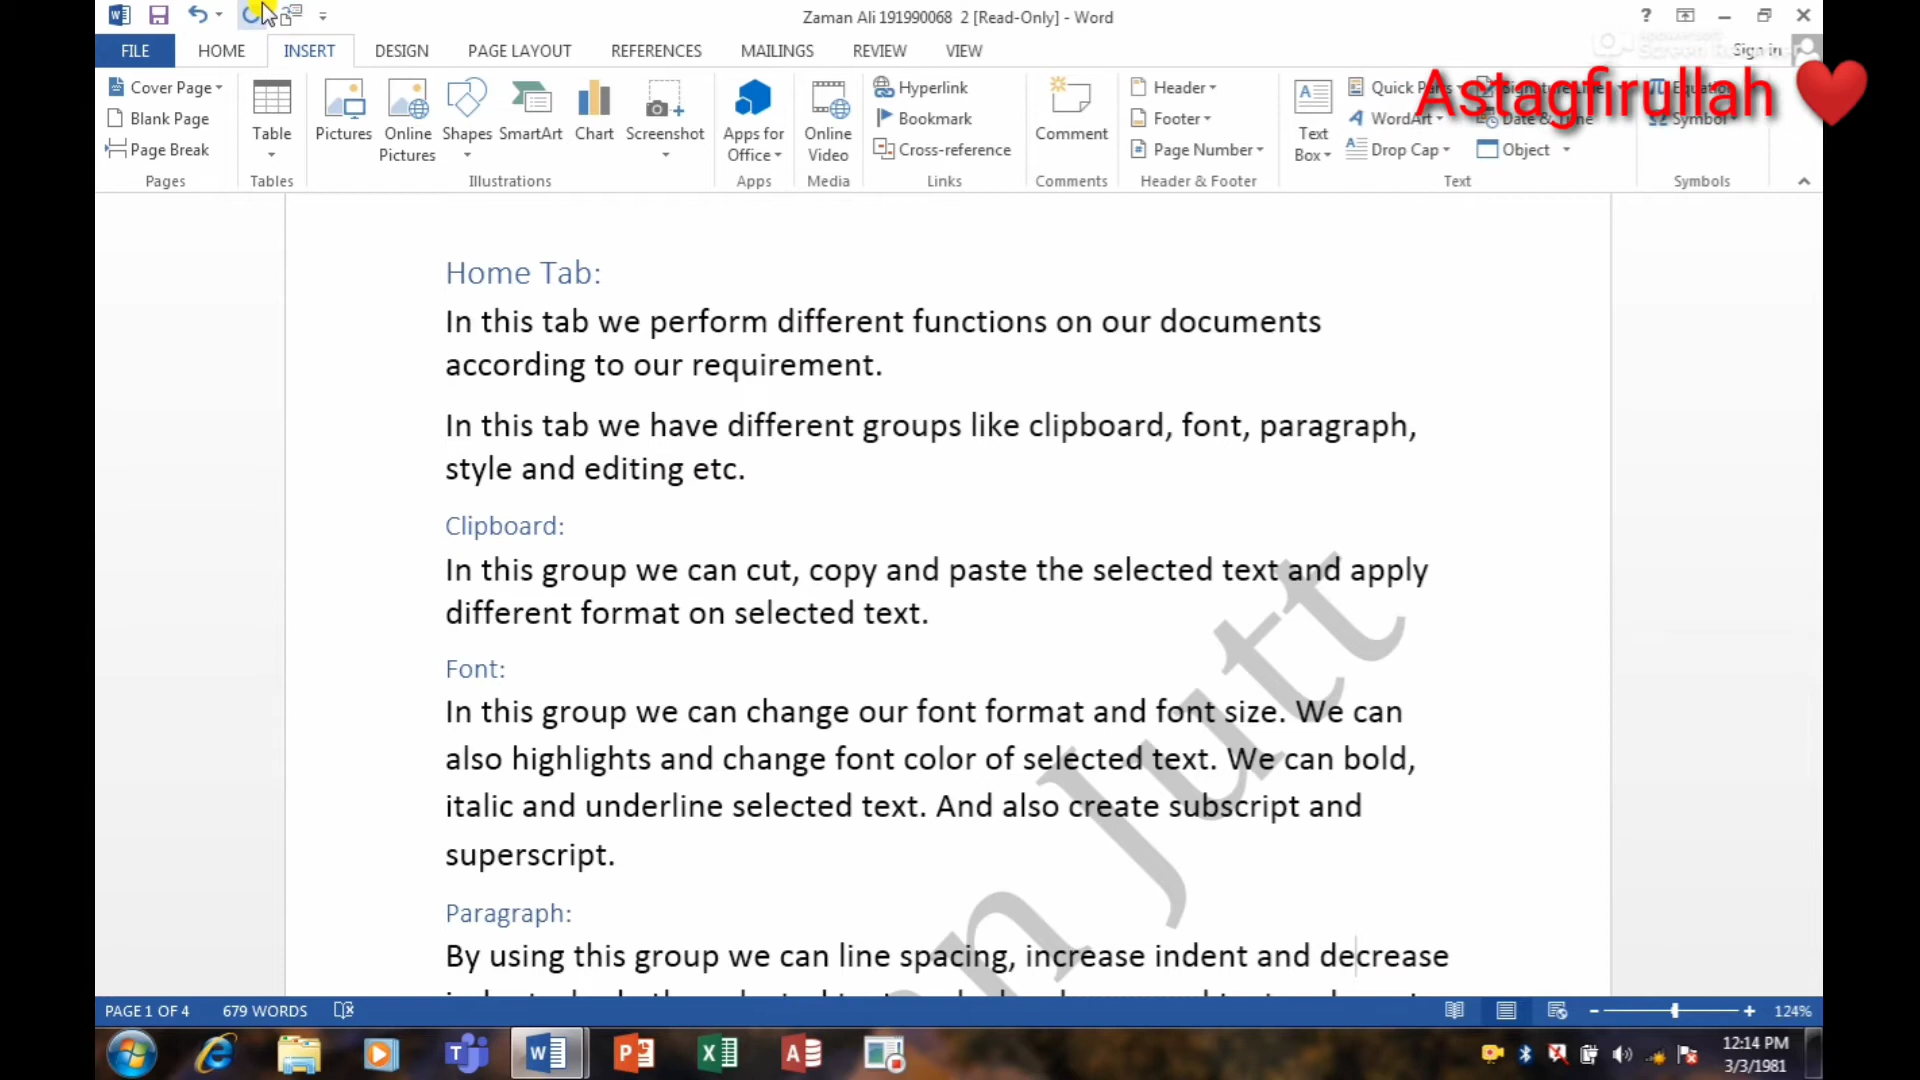 Zaman Ali 191990068 2 [Read-Only] - Word
FILE HOME INSERT DESIGN PAGE LAYOUT REFERENCES MAILINGS REVIEW VIEW Sign in
Astagfirullah
Cover Page
Blank Page
Page Break
Pages
Table
Tables
Pictures
Online Pictures
Shapes
SmartArt
Chart
Screenshot
Illustrations
Apps for Office
Apps
Online Video
Media
Hyperlink
Bookmark
Cross-reference
Links
Comment
Comments
Header
Footer
Page Number
Header & Footer
Text Box
Quick Parts
WordArt
Drop Cap
Signature Line
Date & Time
Object
Text
Equation
Symbol
Symbols
Home Tab:
In this tab we perform different functions on our documents
according to our requirement.
In this tab we have different groups like clipboard, font, paragraph,
style and editing etc.
Clipboard:
In this group we can cut, copy and paste the selected text and apply
different format on selected text.
Font:
In this group we can change our font format and font size. We can
also highlights and change font color of selected text. We can bold,
italic and underline selected text. And also create subscript and
superscript.
Paragraph:
By using this group we can line spacing, increase indent and decrease
Jutt
PAGE 1 OF 4 679 WORDS 124%
12:14 PM
3/3/1981